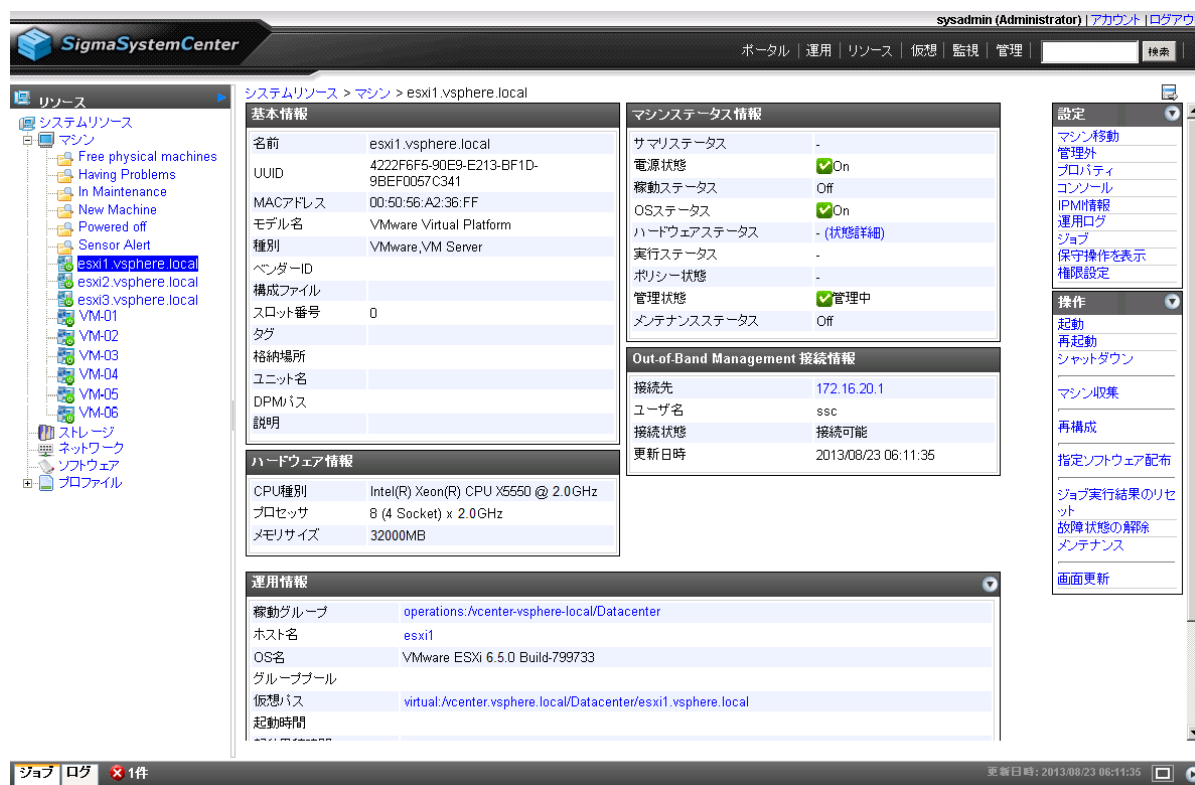 sysadmin (Administrator) | アカウント | ログアウ
SigmaSystemCenter
ポータル | 運用 | リソース | 仮想 | 監視 | 管理 |
検索
リソース
システムリソース
マシン
Free physical machines
Having Problems
In Maintenance
New Machine
Powered off
Sensor Alert
esxi1.vsphere.local
esxi2.vsphere.local
esxi3.vsphere.local
VM-01
VM-02
VM-03
VM-04
VM-05
VM-06
ストレージ
ネットワーク
ソフトウェア
プロファイル
システムリソース > マシン > esxi1.vsphere.local
基本情報
名前 esxi1.vsphere.local
UUID 4222F6F5-90E9-E213-BF1D-
9BEF0057C341
MACアドレス 00:50:56:A2:36:FF
モデル名 VMware Virtual Platform
種別 VMware,VM Server
ベンダーID
構成ファイル
スロット番号 0
タグ
格納場所
ユニット名
DPMパス
説明
ハードウェア情報
CPU種別 Intel(R) Xeon(R) CPU X5550 @ 2.0GHz
プロセッサ 8 (4 Socket) x 2.0GHz
メモリサイズ 32000MB
マシンステータス情報
サマリステータス -
電源状態 On
稼動ステータス Off
OSステータス On
ハードウェアステータス - (状態詳細)
実行ステータス -
ポリシー状態 -
管理状態 管理中
メンテナンスステータス Off
Out-of-Band Management 接続情報
接続先 172.16.20.1
ユーザ名 ssc
接続状態 接続可能
更新日時 2013/08/23 06:11:35
運用情報
稼動グループ operations:/vcenter-vsphere-local/Datacenter
ホスト名 esxi1
OS名 VMware ESXi 6.5.0 Build-799733
グループプール
仮想パス virtual:/vcenter.vsphere.local/Datacenter/esxi1.vsphere.local
起動時間
設定
マシン移動
管理外
プロパティ
コンソール
IPMI情報
運用ログ
ジョブ
保守操作を表示
権限設定
操作
起動
再起動
シャットダウン
マシン収集
再構成
指定ソフトウェア配布
ジョブ実行結果のリセ
ット
故障状態の解除
メンテナンス
画面更新
ジョブ ログ 1件
更新日時: 2013/08/23 06:11:35